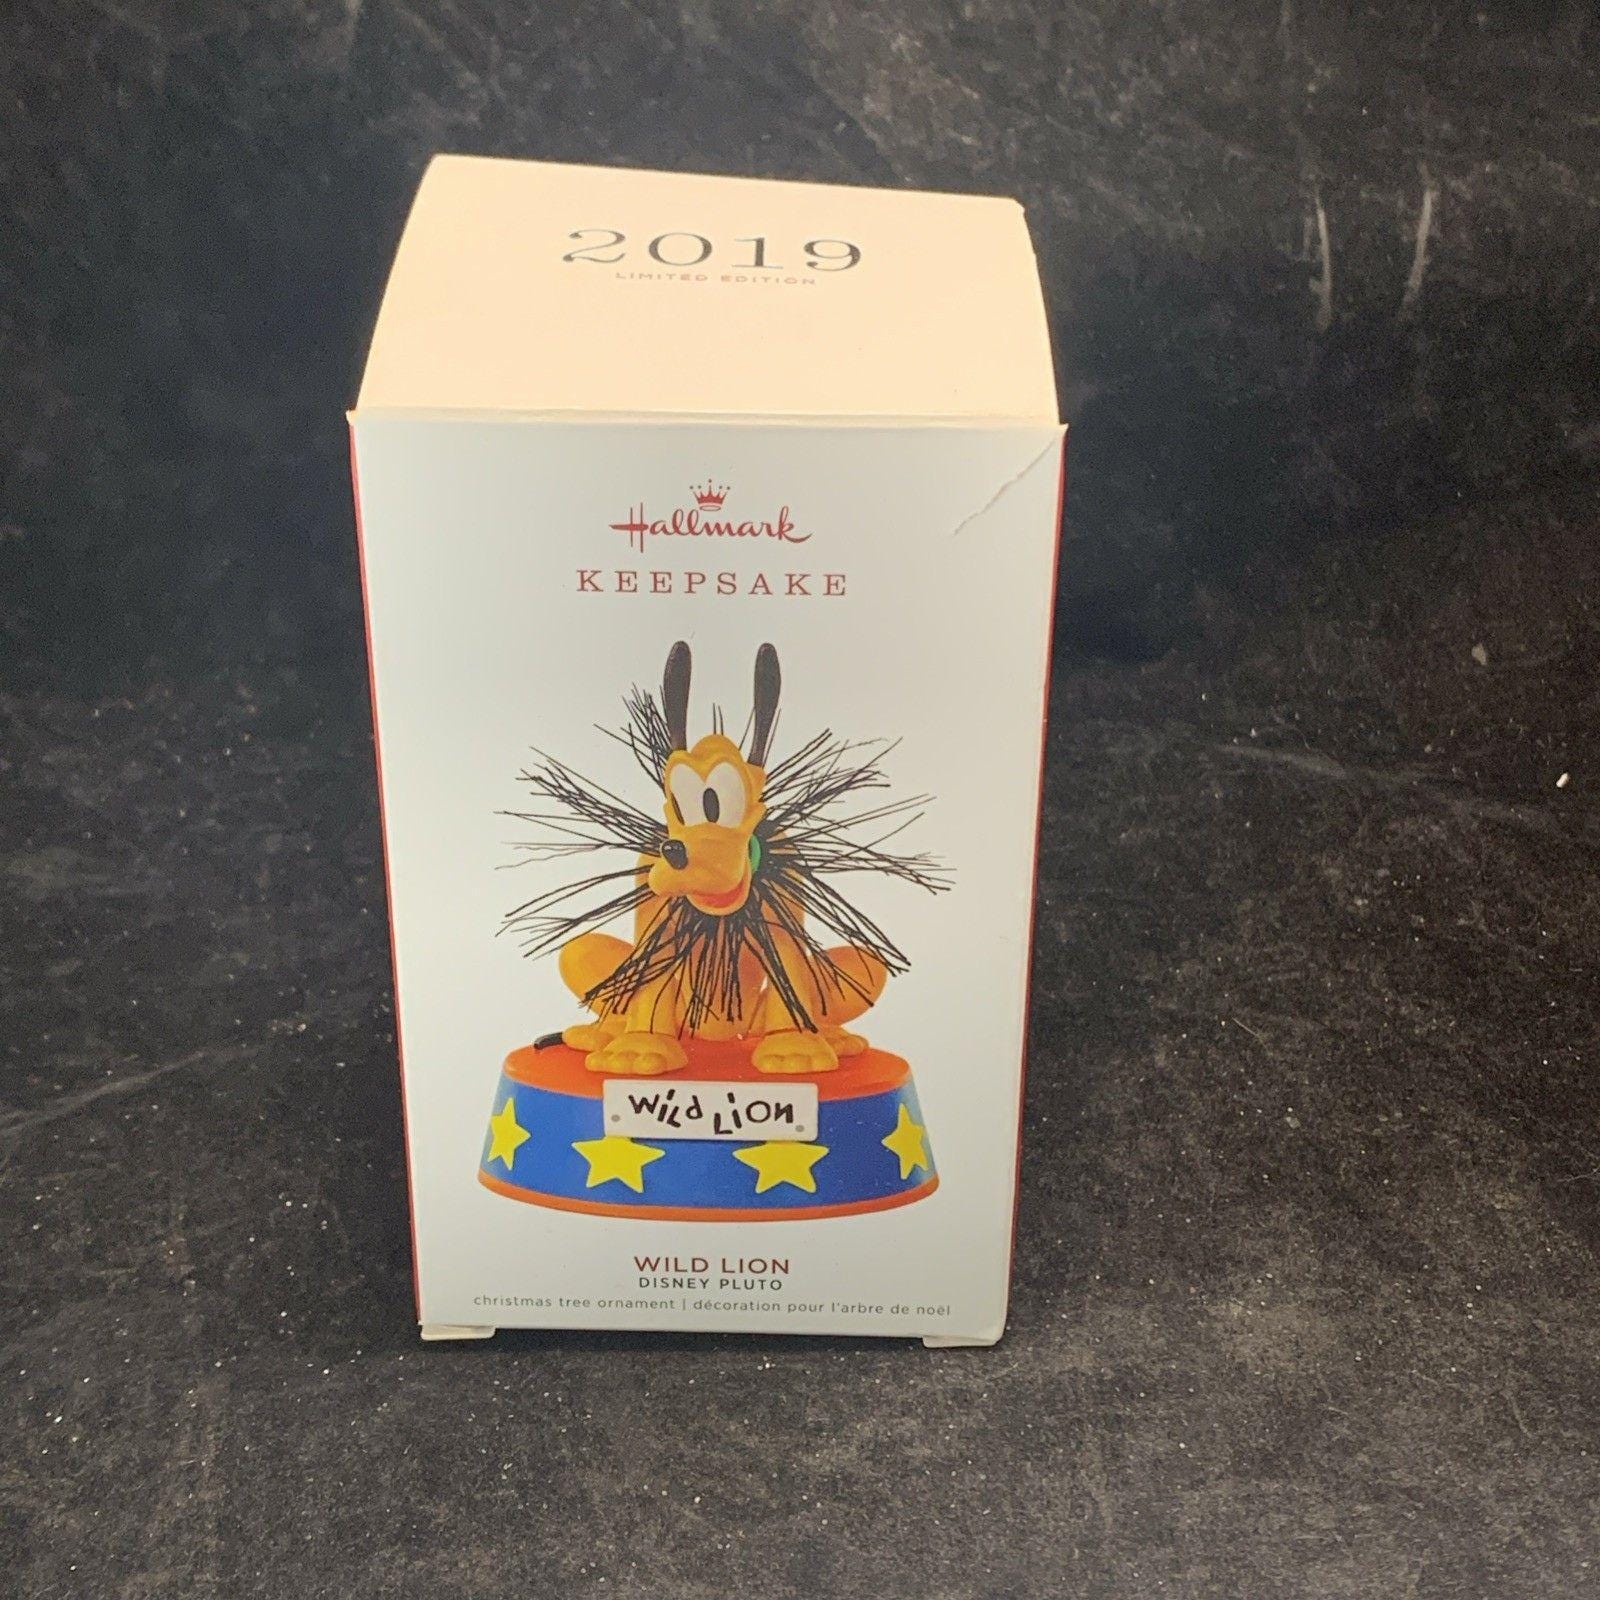 2019
LIMITED EDITION
Hallmark
KEEPSAKE
WiLd LiON
WILD LION
DISNEY PLUTO
christmas tree ornament | décoration pour l'arbre de noël